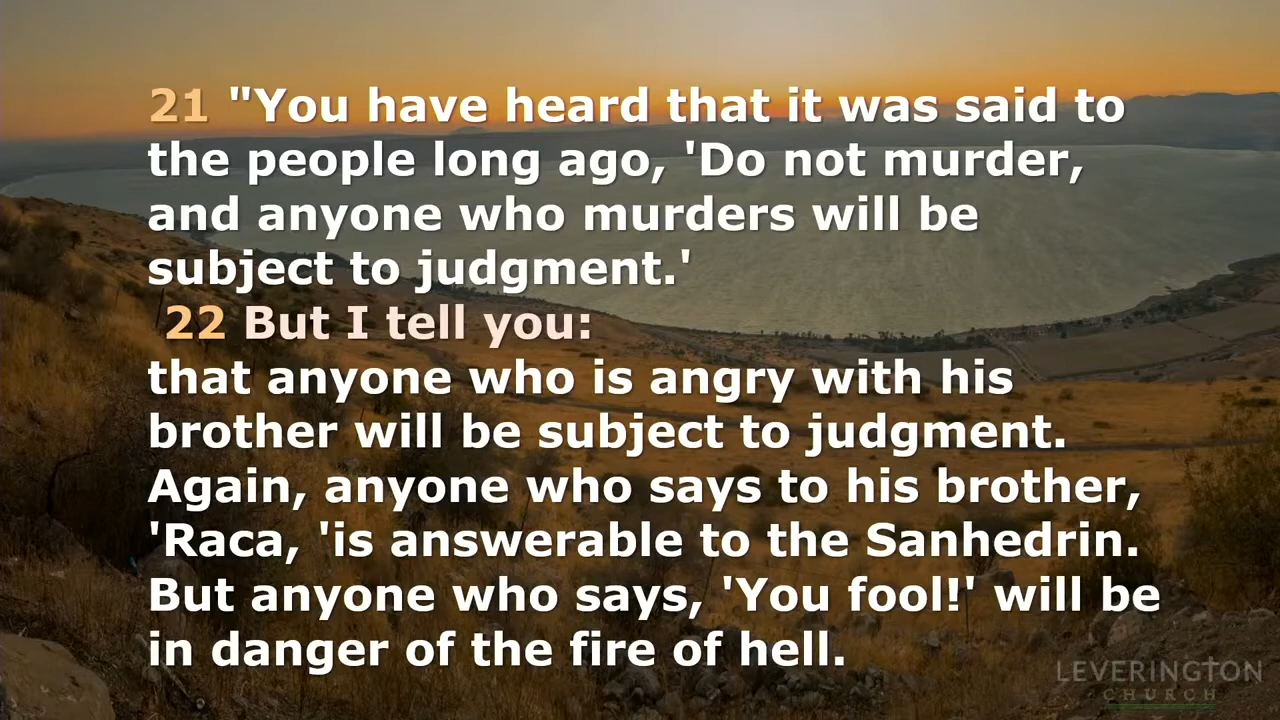 21 "You have heard that it was said to
the people long ago, 'Do not murder,
and anyone who murders will be
subject to judgment.'
22 But I tell you:
that anyone who is angry with his
brother will be subject to judgment.
Again, anyone who says to his brother,
'Raca, 'is answerable to the Sanhedrin.
But anyone who says, 'You fool!' will be
in danger of the fire of hell.
LEVERINGTON
CHURCH